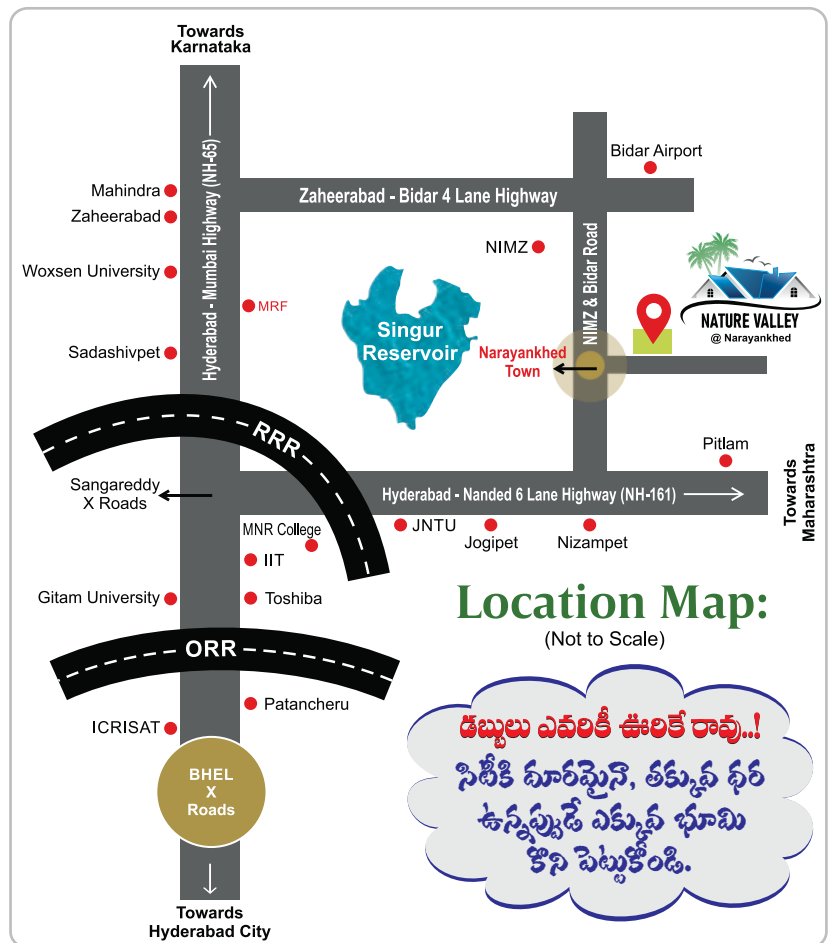 Towards
Karnataka
Hyderabad - Mumbai Highway (NH-65)
Mahindra
Zaheerabad
Woxsen University
MRF
Sadashivpet
Zaheerabad - Bidar 4 Lane Highway
Bidar Airport
NIMZ
NIMZ & Bidar Road
NATURE VALLEY
@ Narayankhed
Singur
Reservoir
Narayankhed
Town
RRR
Pitlam
Sangareddy
X Roads
Hyderabad - Nanded 6 Lane Highway (NH-161)
Towards
Maharashtra
MNR College
JNTU
Jogipet
Nizampet
IIT
Gitam University
Toshiba
Location Map:
(Not to Scale)
ORR
Patancheru
ICRISAT
BHEL
X
Roads
Towards
Hyderabad City
డబ్బులు ఎవరికీ ఊరికే రావు..!
సిటీకి దూరమైనా, తక్కువ ధర
ఉన్నప్పుడే ఎక్కువ భూమి
కొని పెట్టుకోండి.